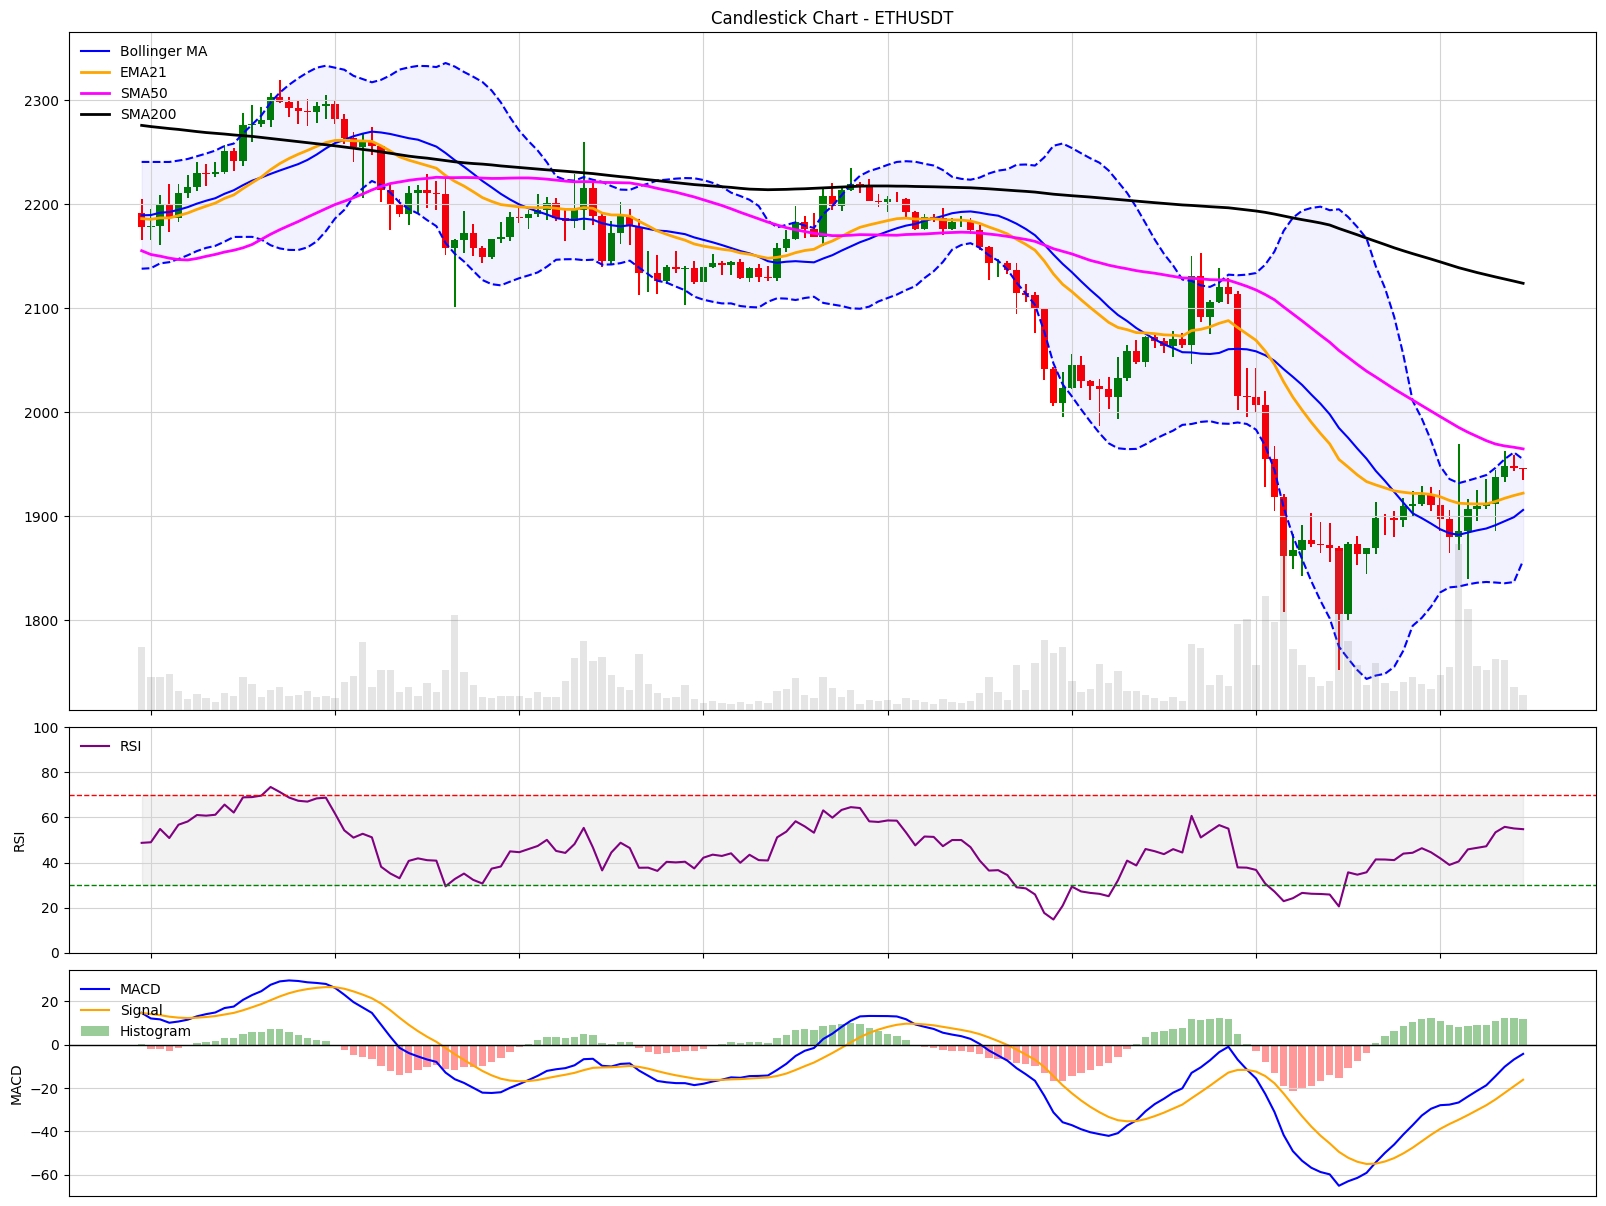 Candlestick Chart - ETHUSDT
Bollinger MA
EMA21
SMA50
SMA200
2300
2200
2100
2000
1900
1800
RSI
100
80
60
40
20
0
RSI
MACD
Signal
Histogram
20
0
−20
−40
−60
MACD